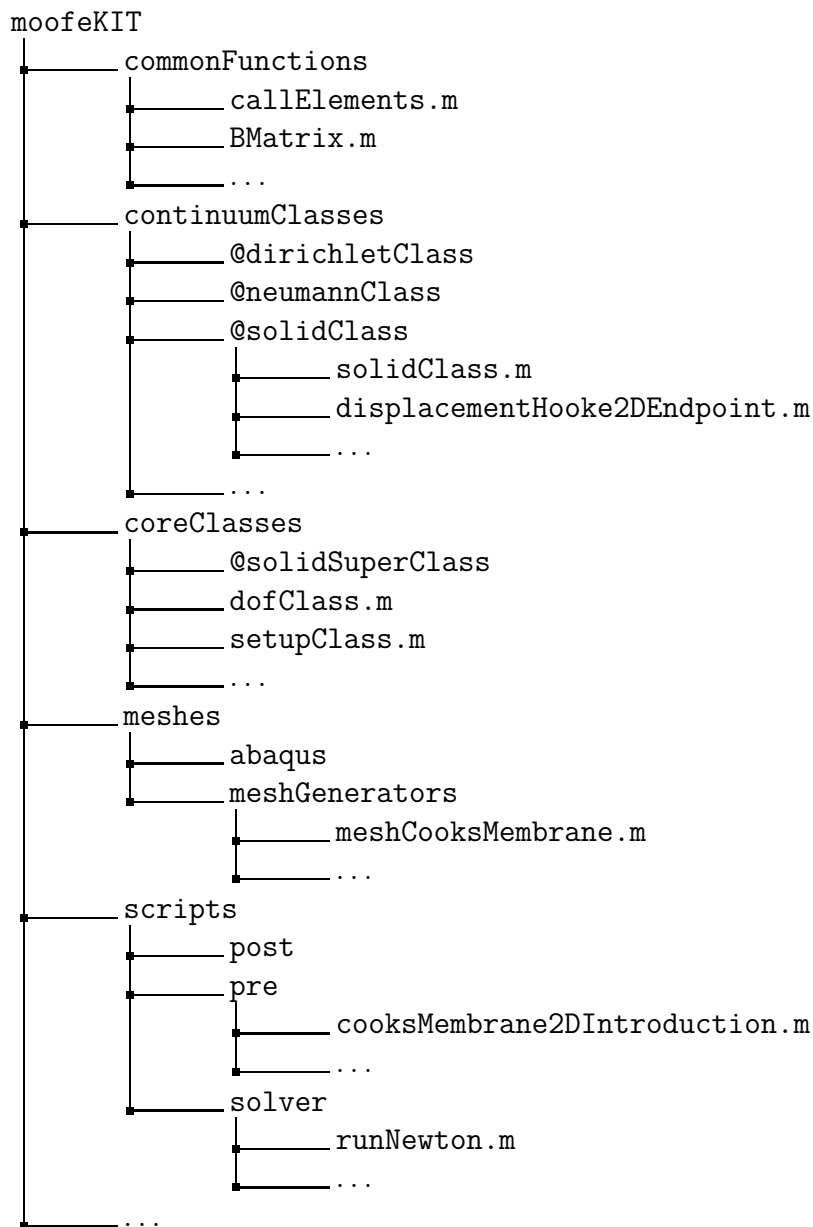 moofeKIT
commonFunctions
callElements.m
BMatrix.m
...
continuumClasses
@dirichletClass
@neumannClass
@solidClass
solidClass.m
displacementHooke2DEndpoint.m
...
...
coreClasses
@solidSuperClass
dofClass.m
setupClass.m
...
meshes
abaqus
meshGenerators
meshCooksMembrane.m
...
scripts
post
pre
cooksMembrane2DIntroduction.m
...
solver
runNewton.m
...
...